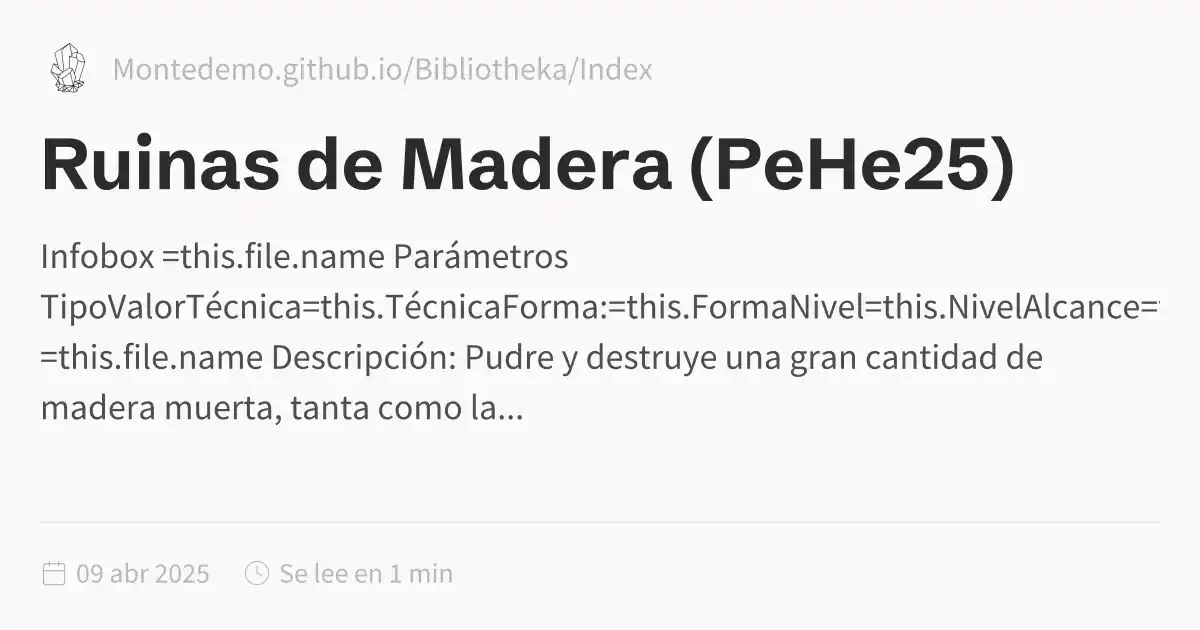 Montedemo.github.io/Bibliotheka/Index
Ruinas de Madera (PeHe25)
Infobox =this.file.name Parámetros
TipoValorTécnica=this.TécnicaForma:=this.FormaNivel=this.NivelAlcance=
=this.file.name Descripción: Pudre y destruye una gran cantidad de
madera muerta, tanta como la...
09 abr 2025 Se lee en 1 min